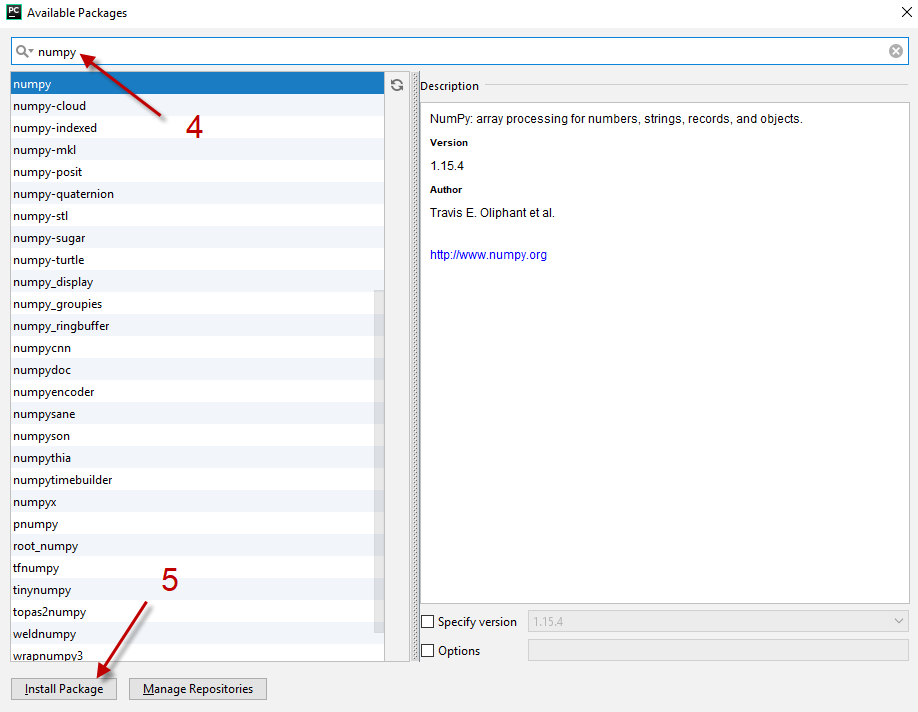 PC Available Packages
numpy
4
numpy
numpy-cloud
numpy-indexed
numpy-mkl
numpy-posit
numpy-quaternion
numpy-stl
numpy-sugar
numpy-turtle
numpy_display
numpy_groupies
numpy_ringbuffer
numpycnn
numpydoc
numpyencoder
numpysane
numpyson
numpythia
numpytimebuilder
numpyx
pnumpy
root_numpy
tfnumpy
tinynumpy
topas2numpy
weldnumpy
wrapnumpy3
Description
NumPy: array processing for numbers, strings, records, and objects.
Version
1.15.4
Author
Travis E. Oliphant et al.
http://www.numpy.org
Specify version 1.15.4
Options
5
Install Package Manage Repositories